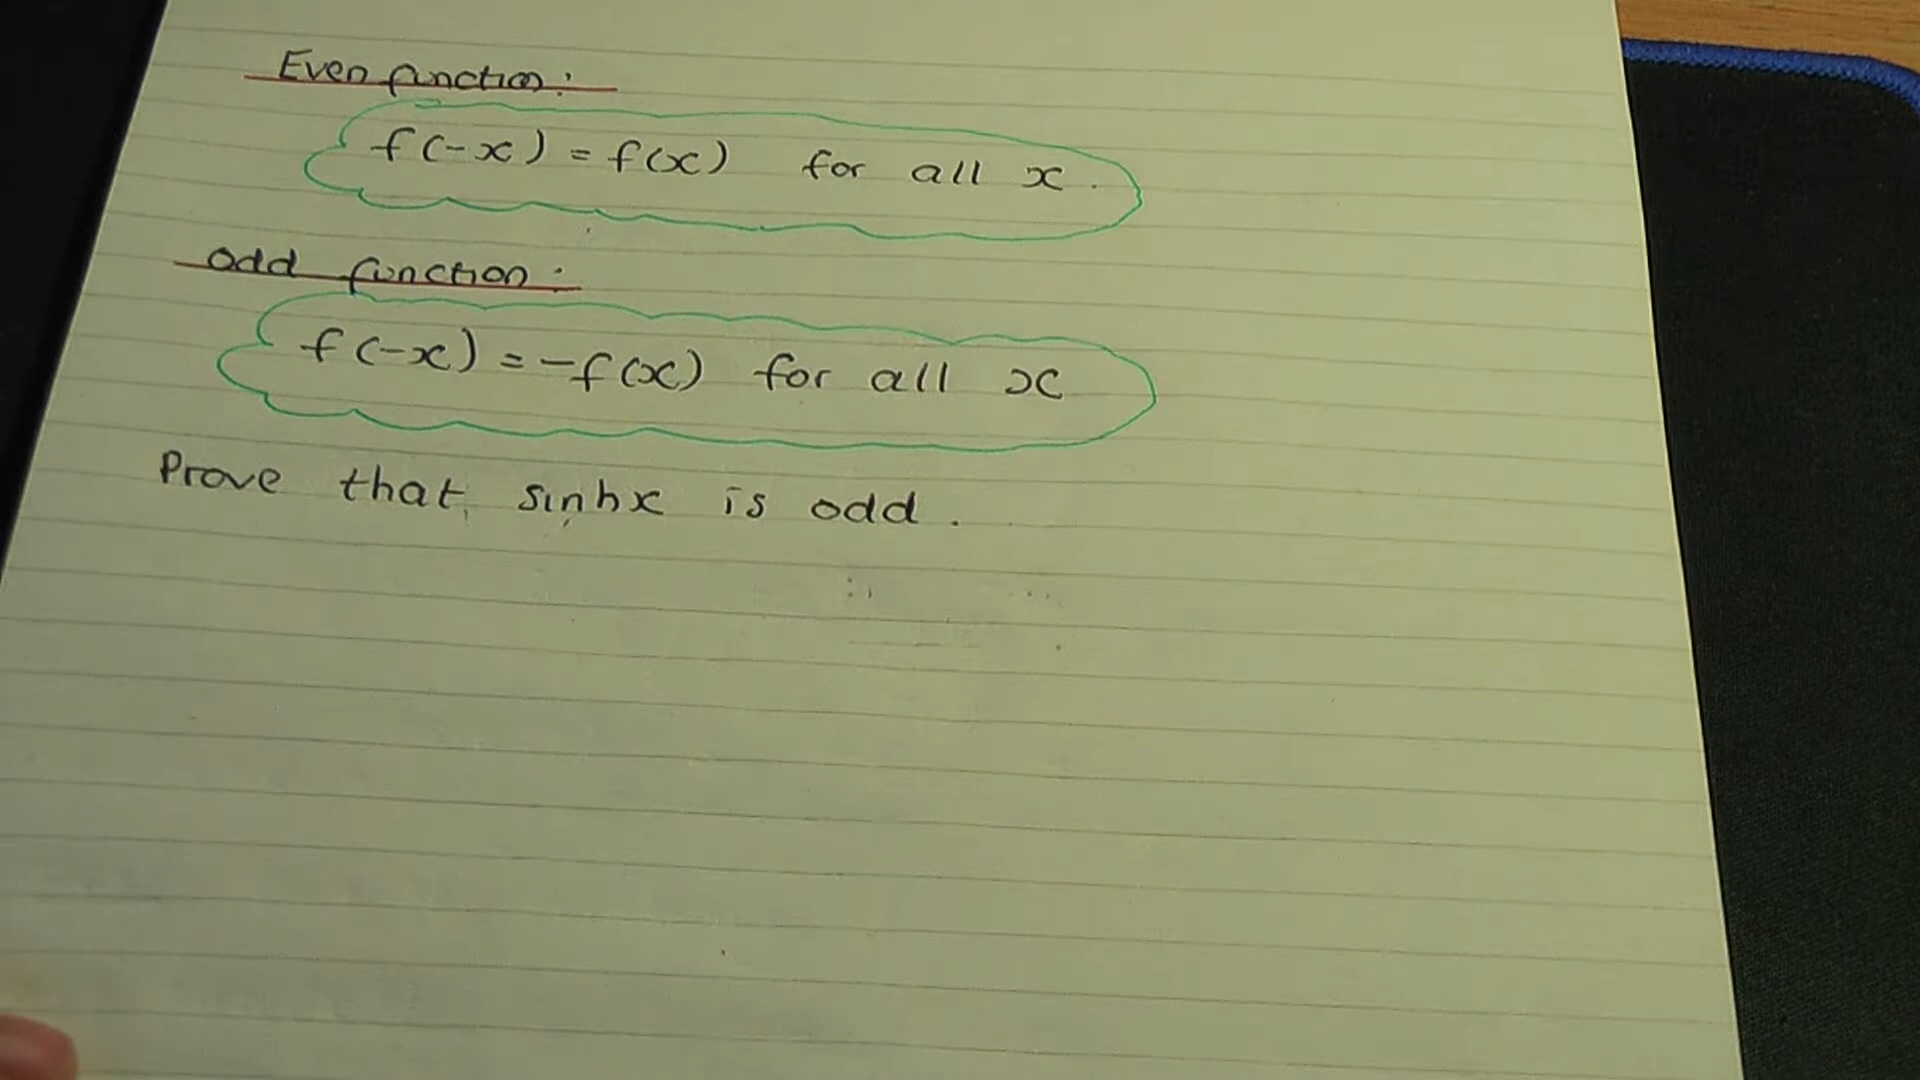 Even function:
f(-x) = f(x) for all x.
odd function:
f(-x) = -f(x) for all x
Prove that sinhx is odd.